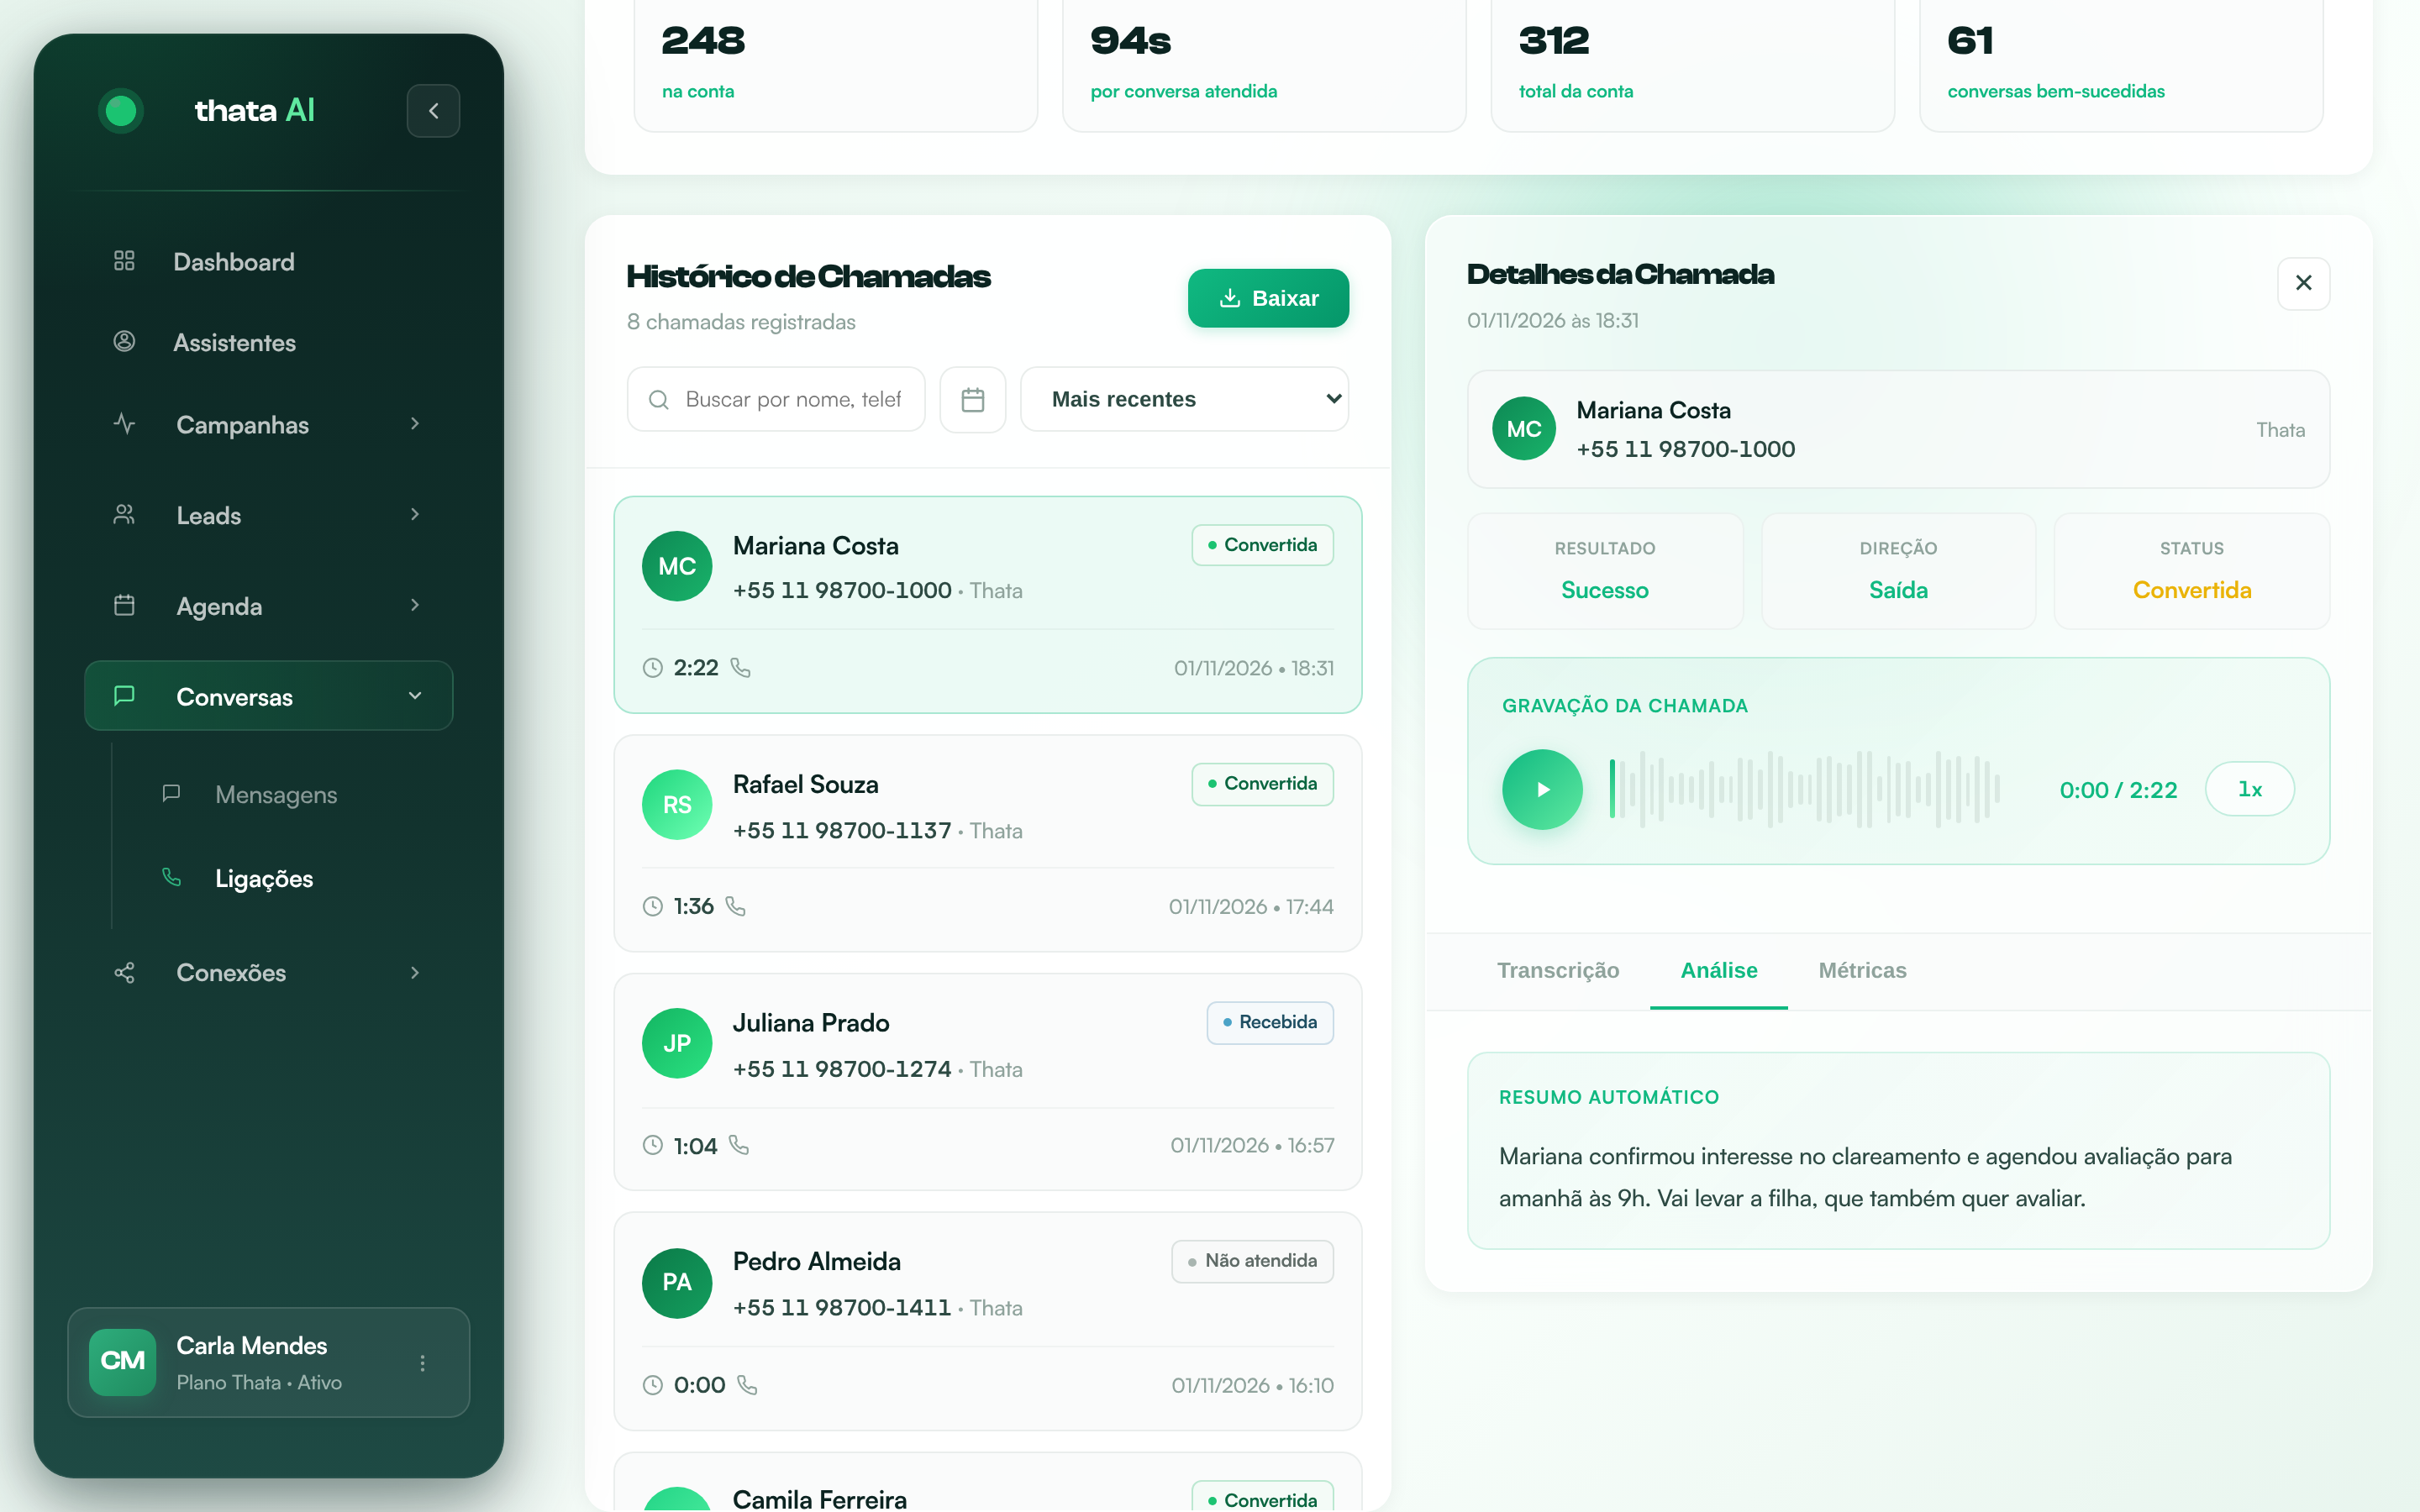 thata AI
Dashboard
Assistentes
Campanhas
Leads
Agenda
Conversas
Mensagens
Ligações
Conexões
CM
Carla Mendes
Plano Thata · Ativo
248
na conta
94s
por conversa atendida
312
total da conta
61
conversas bem-sucedidas
Histórico de Chamadas
8 chamadas registradas
Baixar
Buscar por nome, telef
Mais recentes
MC
Mariana Costa
Convertida
+55 11 98700-1000 · Thata
2:22
01/11/2026 • 18:31
RS
Rafael Souza
Convertida
+55 11 98700-1137 · Thata
1:36
01/11/2026 • 17:44
JP
Juliana Prado
Recebida
+55 11 98700-1274 · Thata
1:04
01/11/2026 • 16:57
PA
Pedro Almeida
Não atendida
+55 11 98700-1411 · Thata
0:00
01/11/2026 • 16:10
Camila Ferreira
Convertida
Detalhes da Chamada
01/11/2026 às 18:31
MC
Mariana Costa
+55 11 98700-1000
Thata
RESULTADO
Sucesso
DIREÇÃO
Saída
STATUS
Convertida
GRAVAÇÃO DA CHAMADA
0:00 / 2:22
1x
Transcrição
Análise
Métricas
RESUMO AUTOMÁTICO
Mariana confirmou interesse no clareamento e agendou avaliação para
amanhã às 9h. Vai levar a filha, que também quer avaliar.